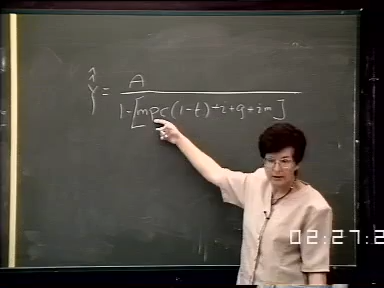 Ŷ = A
1-[mpc(1-t)+i+g+im]
02:27:2